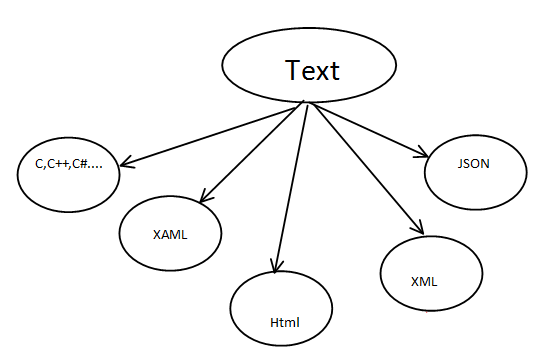 Text
C,C++,C#....
JSON
XAML
XML
Html